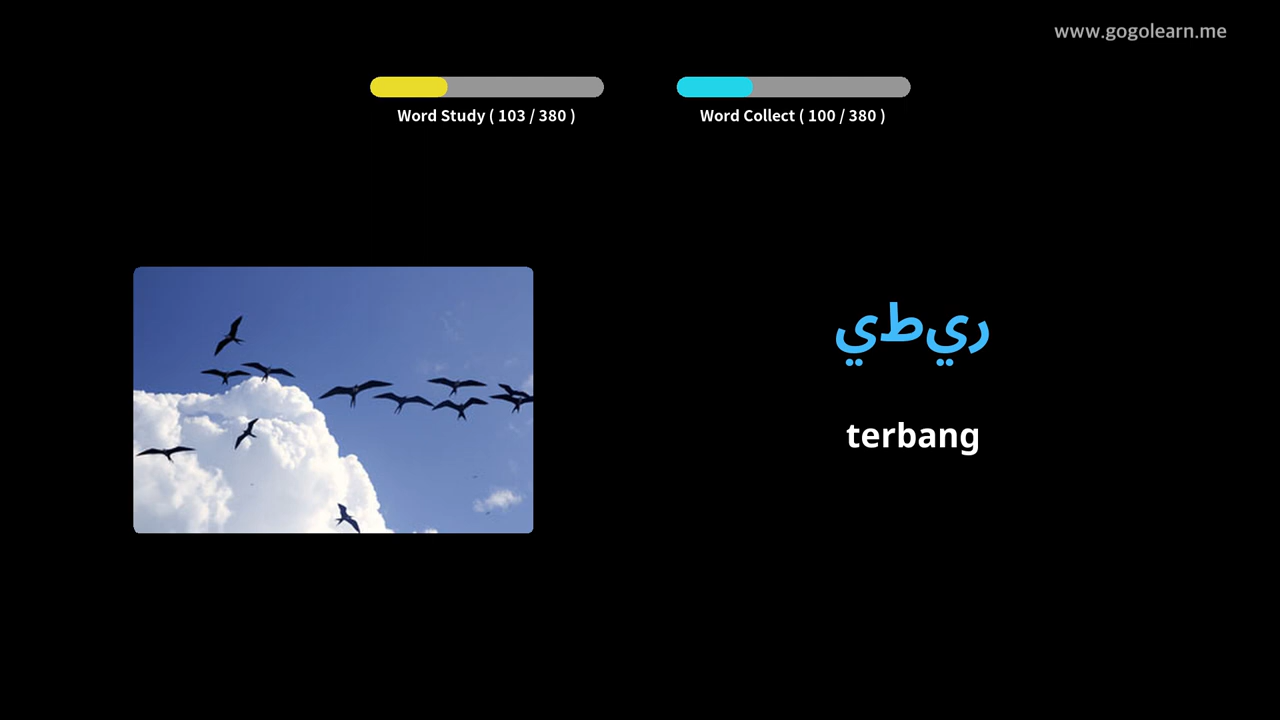 www.gogolearn.me
Word Study ( 103 / 380 )
Word Collect ( 100 / 380 )
ريطي
terbang